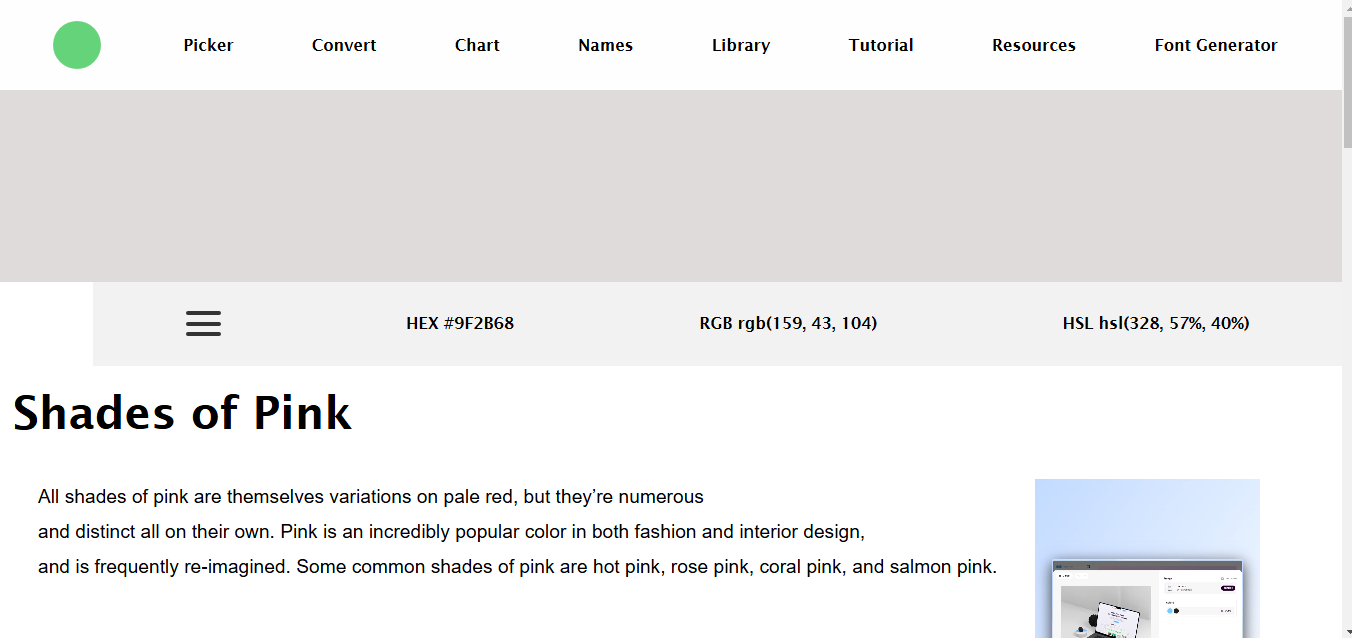 Picker Convert Chart Names Library Tutorial Resources Font Generator
HEX #9F2B68 RGB rgb(159, 43, 104) HSL hsl(328, 57%, 40%)
Shades of Pink
All shades of pink are themselves variations on pale red, but they’re numerous
and distinct all on their own. Pink is an incredibly popular color in both fashion and interior design,
and is frequently re-imagined. Some common shades of pink are hot pink, rose pink, coral pink, and salmon pink.